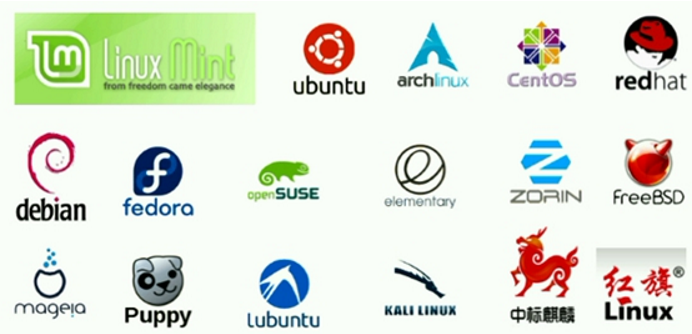 Linux Mint
from freedom came elegance
ubuntu
archlinux
CentOS
redhat
debian
fedora
openSUSE
elementary
ZORIN
FreeBSD
mageia
Puppy
Lubuntu
KALI LINUX
中标麒麟
红旗®
Linux